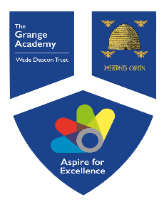 The
Grange
Academy
Wade Deacon Trust
Aspire for
Excellence